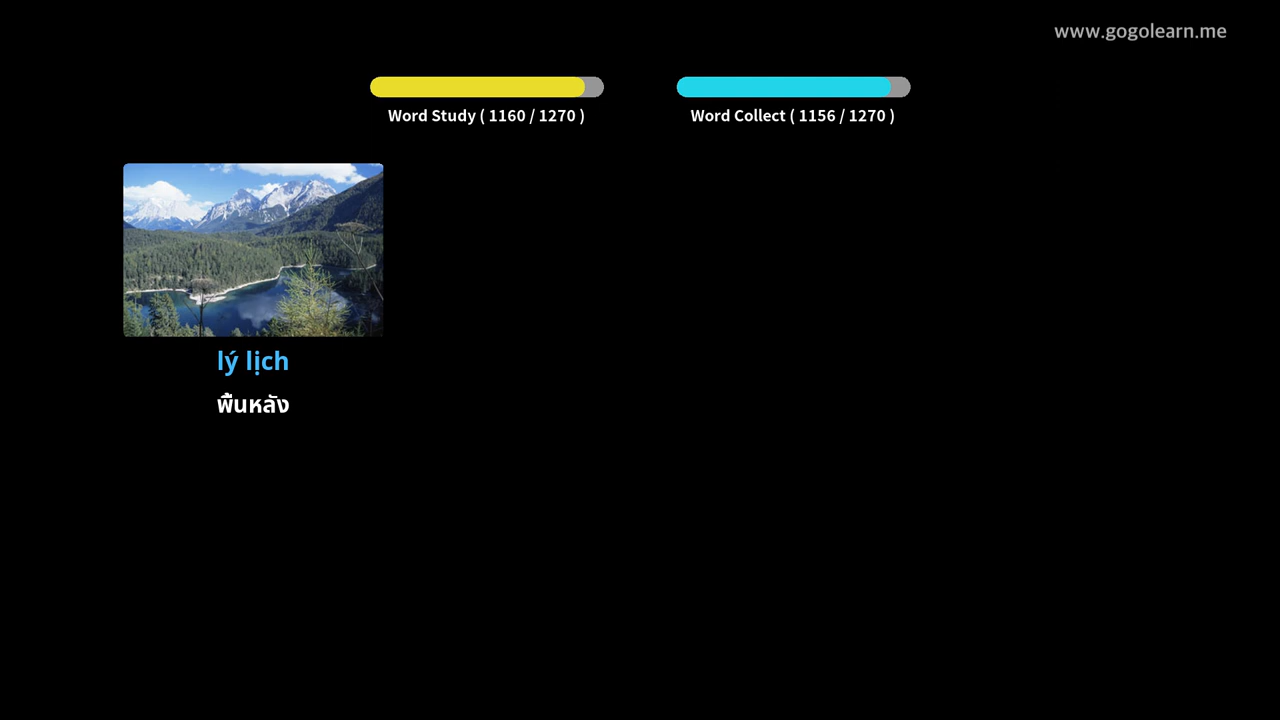 www.gogolearn.me
Word Study ( 1160 / 1270 )
Word Collect ( 1156 / 1270 )
lý lịch
พื้นหลัง